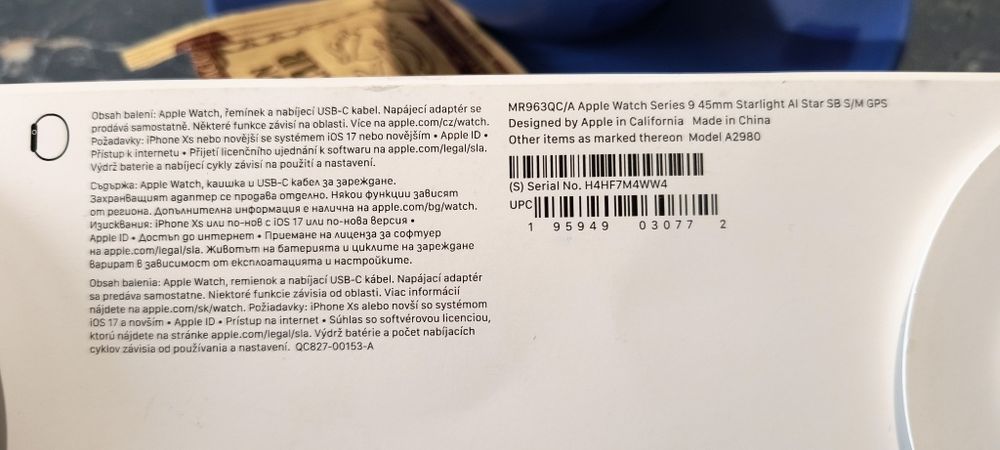 Obsah balení: Apple Watch, řemínek a nabíjecí USB-C kabel. Napájecí adaptér se
prodává samostatně. Některé funkce závisí na oblasti. Více na apple.com/cz/watch.
Požadavky: iPhone Xs nebo novější se systémem iOS 17 nebo novějším • Apple ID •
Přístup k internetu • Přijetí licenčního ujednání k softwaru na apple.com/legal/sla.
Výdrž baterie a nabíjecí cykly závisí na použití a nastavení.
Съдържа: Apple Watch, каишка и USB-C кабел за зареждане.
Захранващият адаптер се продава отделно. Някои функции зависят
от региона. Допълнителна информация е налична на apple.com/bg/watch.
Изисквания: iPhone Xs или по-нов с iOS 17 или по-нова версия •
Apple ID • Достъп до интернет • Приемане на лиценза за софтуер
на apple.com/legal/sla. Животът на батерията и циклите на зареждане
варират в зависимост от експлоатацията и настройките.
Obsah balenia: Apple Watch, remienok a nabíjací USB-C kábel. Napájací adaptér
sa predáva samostatne. Niektoré funkcie závisia od oblasti. Viac informácií
nájdete na apple.com/sk/watch. Požiadavky: iPhone Xs alebo novší so systémom
iOS 17 a novším • Apple ID • Prístup na internet • Súhlas so softvérovou licenciou,
ktorú nájdete na stránke apple.com/legal/sla. Výdrž batérie a počet nabíjacích
cyklov závisia od používania a nastavení. QC827-00153-A
MR963QC/A Apple Watch Series 9 45mm Starlight Al Star SB S/M GPS
Designed by Apple in California Made in China
Other items as marked thereon Model A2980
(S) Serial No. H4HF7M4WW4
UPC
1 95949 03077 2